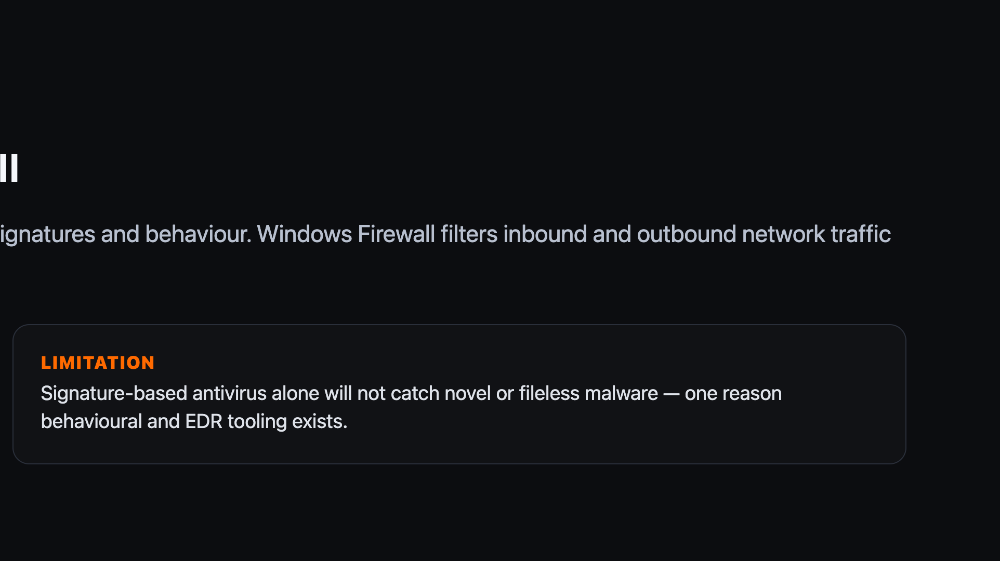 ll
ignatures and behaviour. Windows Firewall filters inbound and outbound network traffic
LIMITATION
Signature-based antivirus alone will not catch novel or fileless malware — one reason
behavioural and EDR tooling exists.